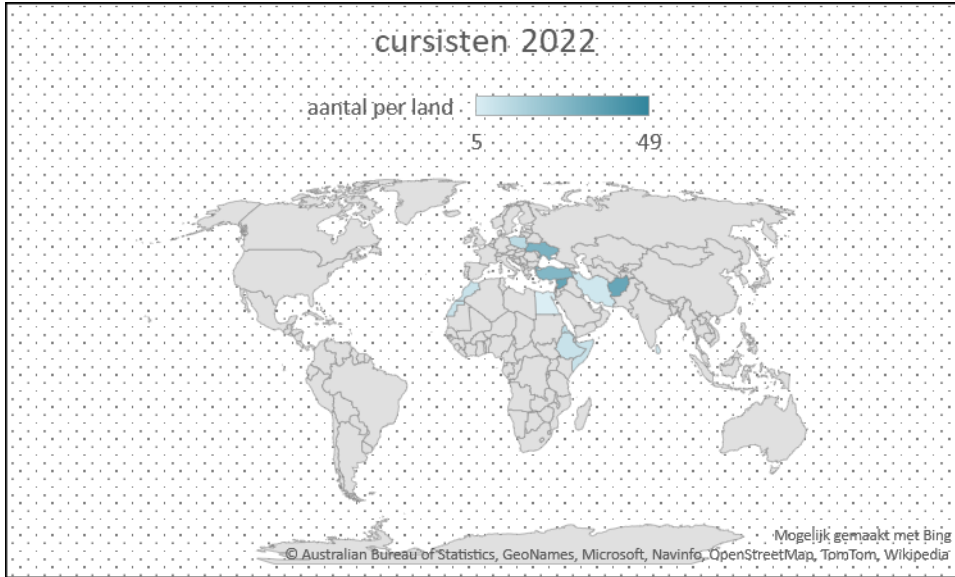 cursisten 2022
aantal per land
5 49
Mogelijk gemaakt met Bing
© Australian Bureau of Statistics, GeoNames, Microsoft, Navinfo, OpenStreetMap, TomTom, Wikipedia